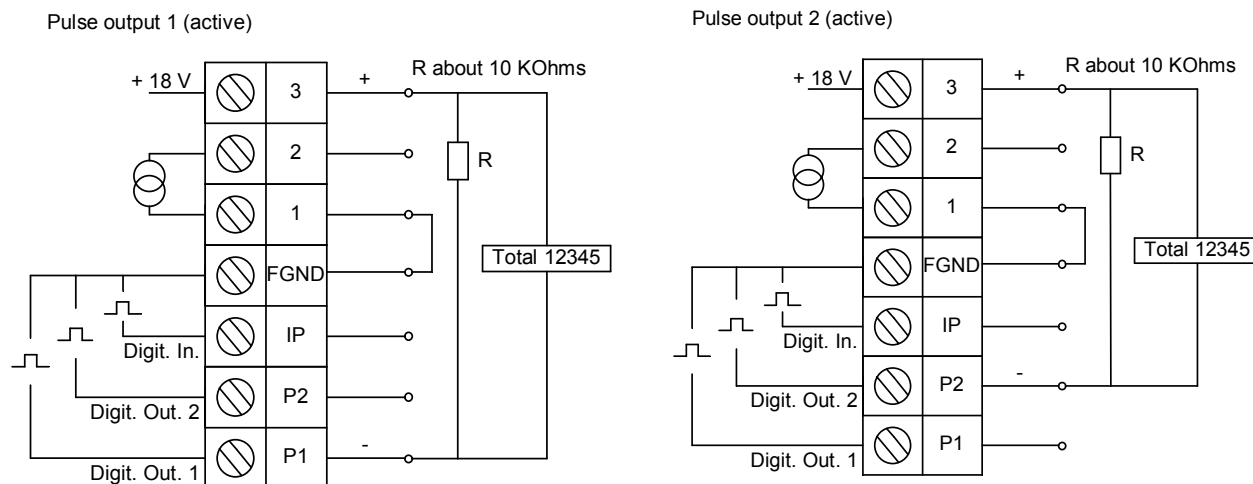 Pulse output 1 (active)
+ 18 V
3
+
R about 10 KOhms
2
R
1
Total 12345
FGND
IP
Digit. In.
P2
Digit. Out. 2
P1
-
Digit. Out. 1
Pulse output 2 (active)
+ 18 V
3
+
R about 10 KOhms
2
R
1
Total 12345
FGND
IP
Digit. In.
P2
-
Digit. Out. 2
P1
Digit. Out. 1